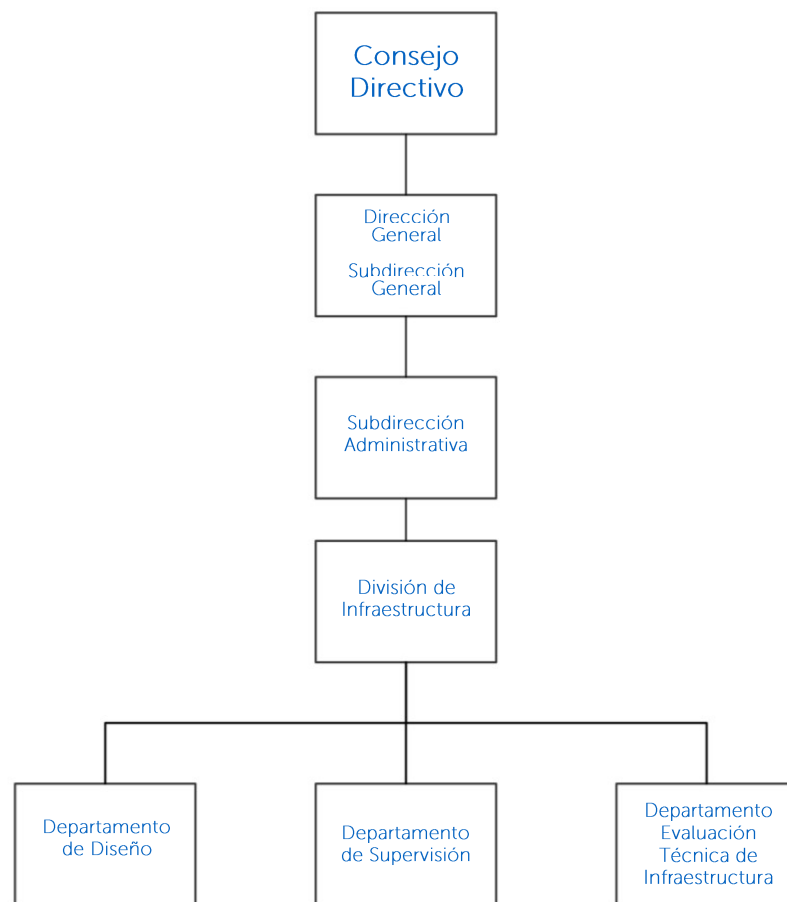 Consejo
Directivo
Dirección
General
Subdirección
General
Subdirección
Administrativa
División de
Infraestructura
Departamento
de Diseño
Departamento
de Supervisión
Departamento
Evaluación
Técnica de
Infraestructura